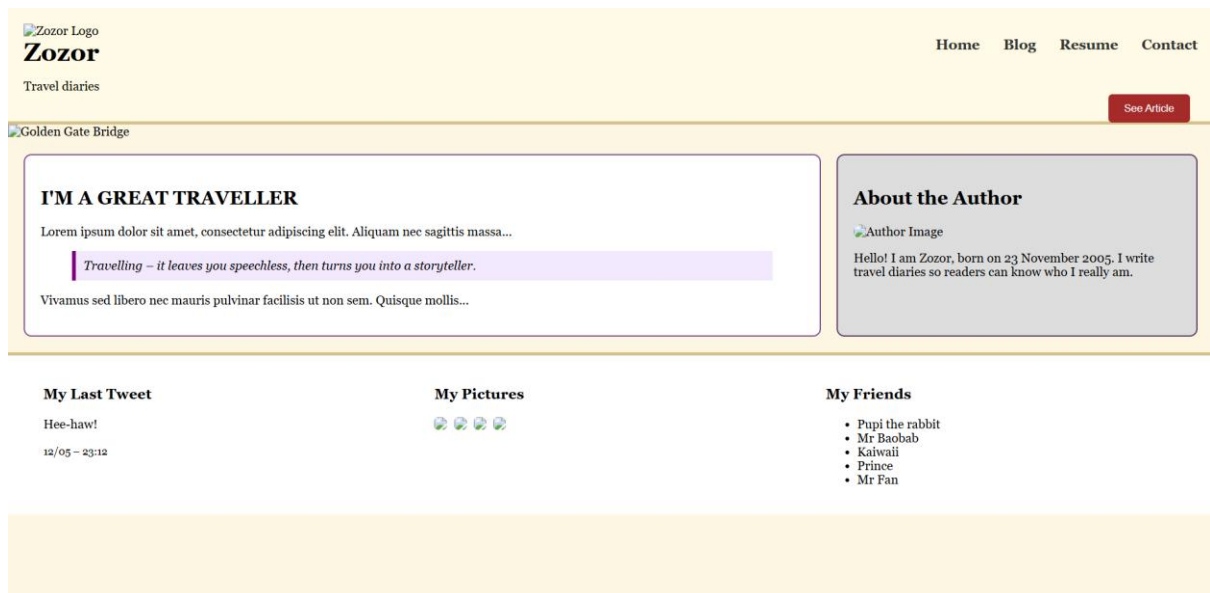 Zozor Logo
Zozor
Travel diaries
Home Blog Resume Contact
See Article
Golden Gate Bridge
I'M A GREAT TRAVELLER
Lorem ipsum dolor sit amet, consectetur adipiscing elit. Aliquam nec sagittis massa...
Travelling – it leaves you speechless, then turns you into a storyteller.
Vivamus sed libero nec mauris pulvinar facilisis ut non sem. Quisque mollis...
About the Author
Author Image
Hello! I am Zozor, born on 23 November 2005. I write
travel diaries so readers can know who I really am.
My Last Tweet
Hee-haw!
12/05 – 23:12
My Pictures
My Friends
Pupi the rabbit
Mr Baobab
Kaiwaii
Prince
Mr Fan